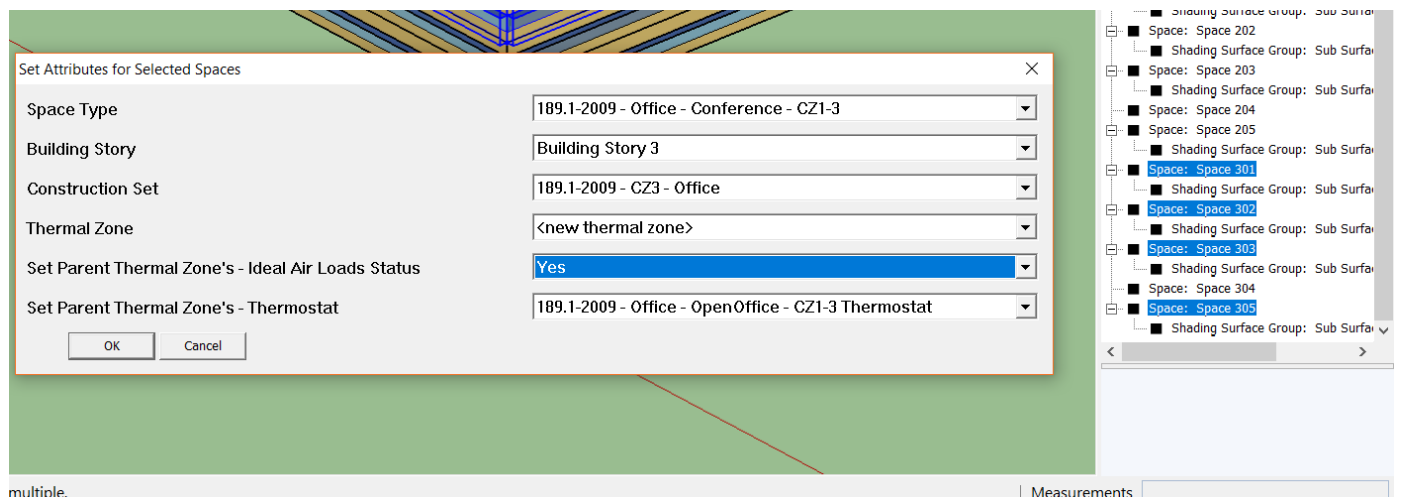 Set Attributes for Selected Spaces
Space Type
189.1-2009 - Office - Conference - CZ1-3
Building Story
Building Story 3
Construction Set
189.1-2009 - CZ3 - Office
Thermal Zone
<new thermal zone>
Set Parent Thermal Zone's - Ideal Air Loads Status
Yes
Set Parent Thermal Zone's - Thermostat
189.1-2009 - Office - OpenOffice - CZ1-3 Thermostat
OK
Cancel
Shading Surface Group: Sub Surfa
Space: Space 202
Shading Surface Group: Sub Surfa
Space: Space 203
Shading Surface Group: Sub Surfa
Space: Space 204
Space: Space 205
Shading Surface Group: Sub Surfa
Space: Space 301
Shading Surface Group: Sub Surfa
Space: Space 302
Shading Surface Group: Sub Surfa
Space: Space 303
Shading Surface Group: Sub Surfa
Space: Space 304
Space: Space 305
Shading Surface Group: Sub Surfa
multiple.
Measurements